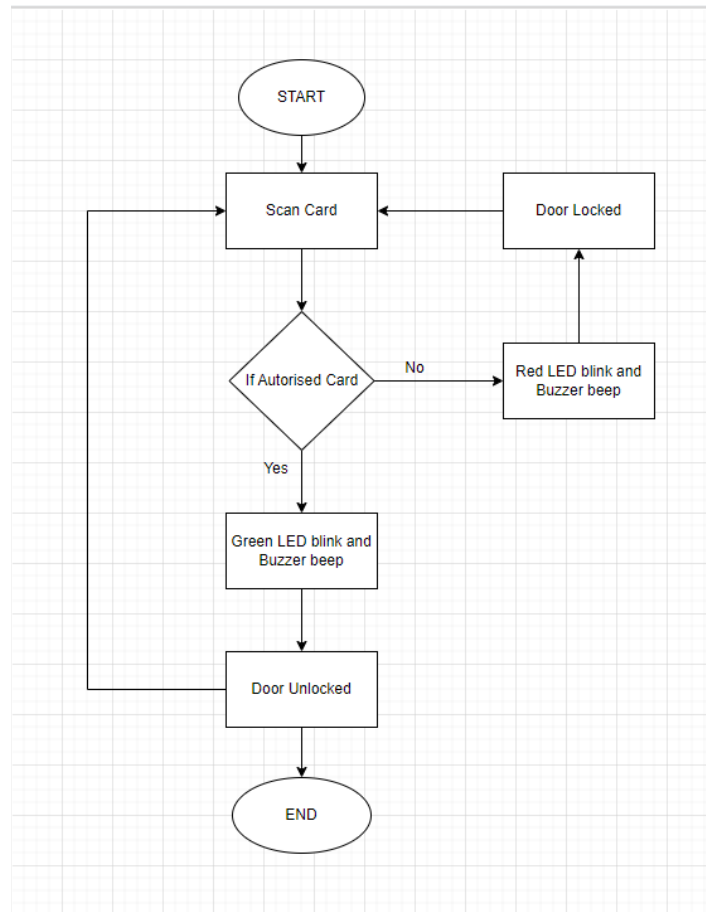 START
Scan Card
Door Locked
If Autorised Card
No
Red LED blink and
Buzzer beep
Yes
Green LED blink and
Buzzer beep
Door Unlocked
END